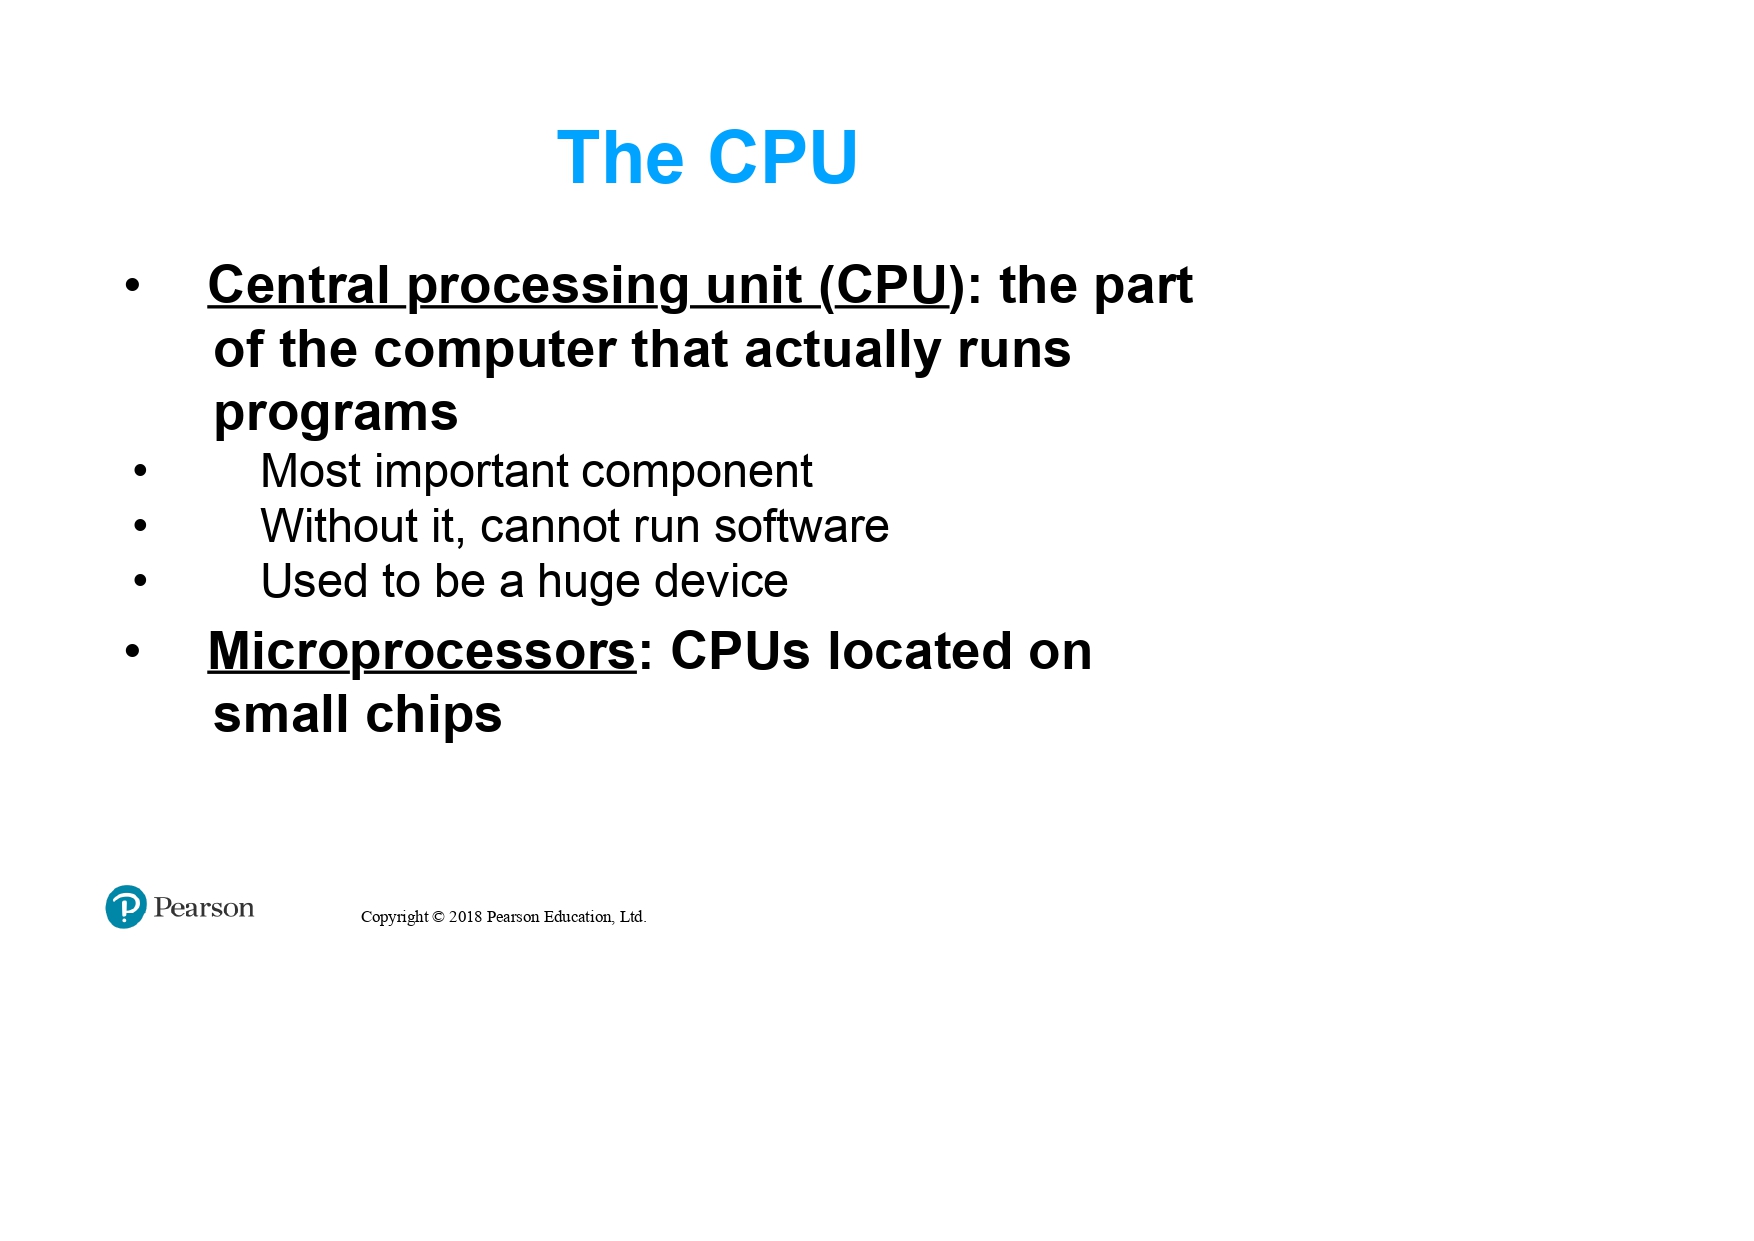 The CPU
• Central processing unit (CPU): the part
of the computer that actually runs
programs
• Most important component
• Without it, cannot run software
• Used to be a huge device
• Microprocessors: CPUs located on
small chips
Pearson
Copyright © 2018 Pearson Education, Ltd.